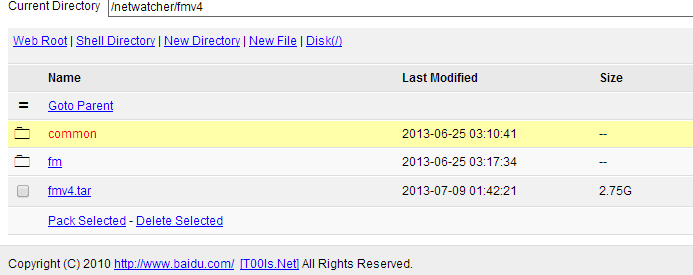 Current Directory /netwatcher/fmv4
Web Root | Shell Directory | New Directory | New File | Disk(/)
Name Last Modified Size
= Goto Parent
common 2013-06-25 03:10:41 --
fm 2013-06-25 03:17:34 --
fmv4.tar 2013-07-09 01:42:21 2.75G
Pack Selected - Delete Selected
Copyright (C) 2010 http://www.baidu.com/ [T00ls.Net] All Rights Reserved.